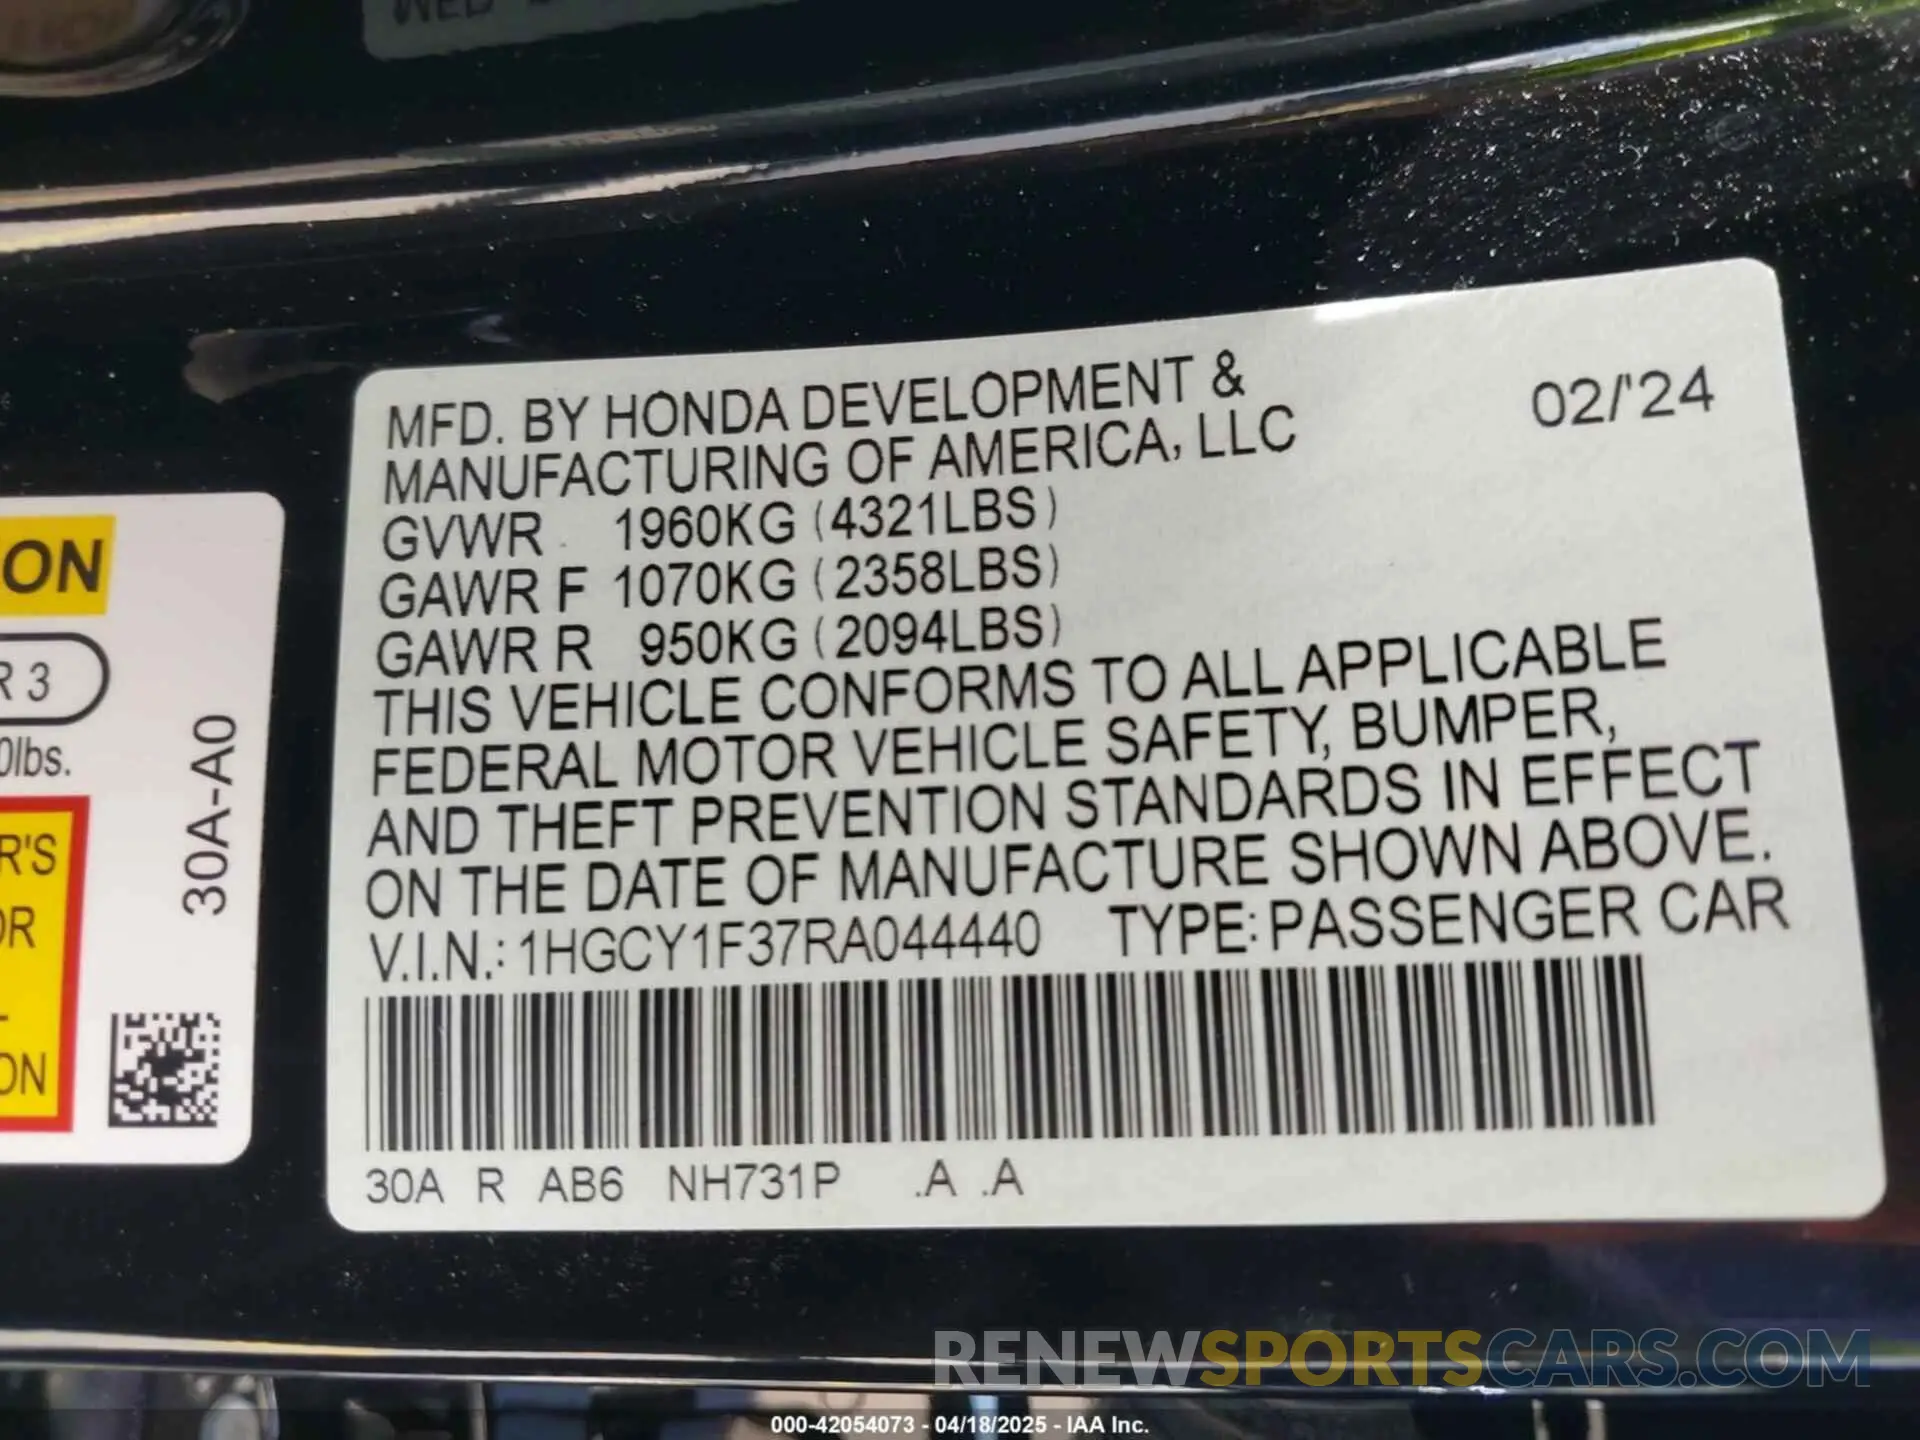 MFD. BY HONDA DEVELOPMENT &
MANUFACTURING OF AMERICA, LLC
02/'24
GVWR 1960KG (4321LBS)
GAWR F 1070KG (2358LBS)
GAWR R 950KG (2094LBS)
THIS VEHICLE CONFORMS TO ALL APPLICABLE
FEDERAL MOTOR VEHICLE SAFETY, BUMPER,
AND THEFT PREVENTION STANDARDS IN EFFECT
ON THE DATE OF MANUFACTURE SHOWN ABOVE.
V.I.N.: 1HGCY1F37RA044440 TYPE: PASSENGER CAR
30A R AB6 NH731P .A .A
ON
R 3
0lbs.
R'S
OR
ON
30A-A0
RENEWSPORTSCARS.COM
000-42054073 - 04/18/2025 - IAA Inc.